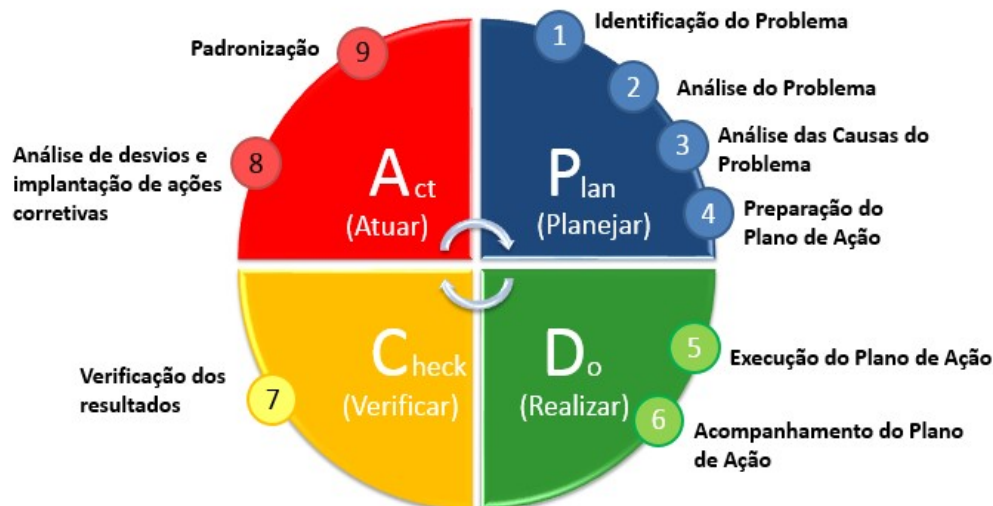 1
Identificação do Problema
2
Análise do Problema
3
Análise das Causas do
Problema
4
Preparação do
Plano de Ação
Plan
(Planejar)
5
Execução do Plano de Ação
6
Acompanhamento do Plano
de Ação
Do
(Realizar)
7
Verificação dos
resultados
Check
(Verificar)
8
Análise de desvios e
implantação de ações
corretivas
9
Padronização
Act
(Atuar)